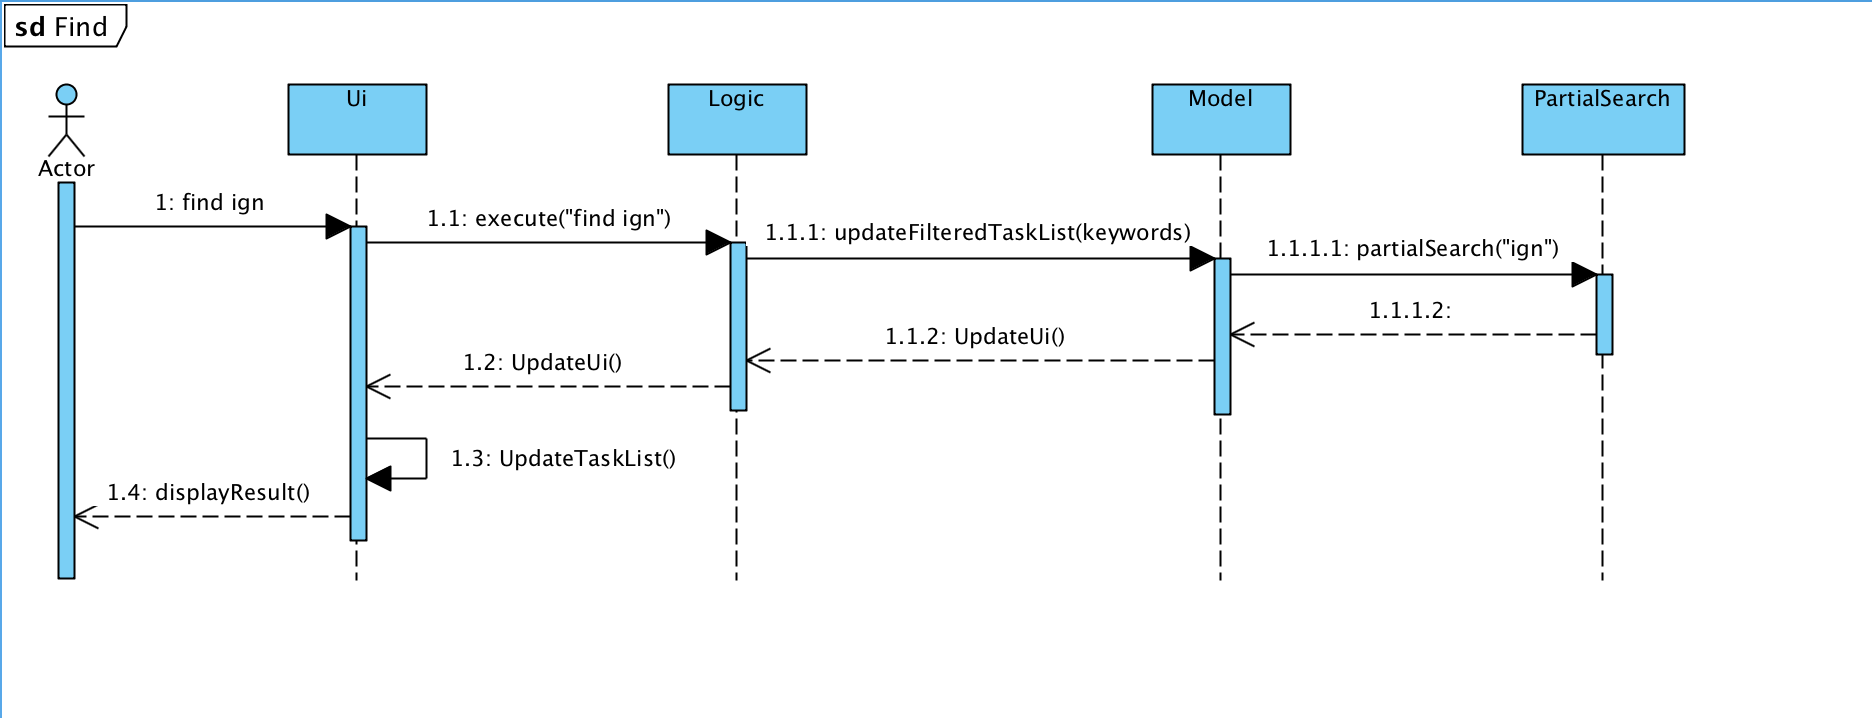 sd Find
Actor
Ui
Logic
Model
PartialSearch
1: find ign
1.1: execute("find ign")
1.1.1: updateFilteredTaskList(keywords)
1.1.1.1: partialSearch("ign")
1.1.1.2:
1.1.2: UpdateUi()
1.2: UpdateUi()
1.3: UpdateTaskList()
1.4: displayResult()